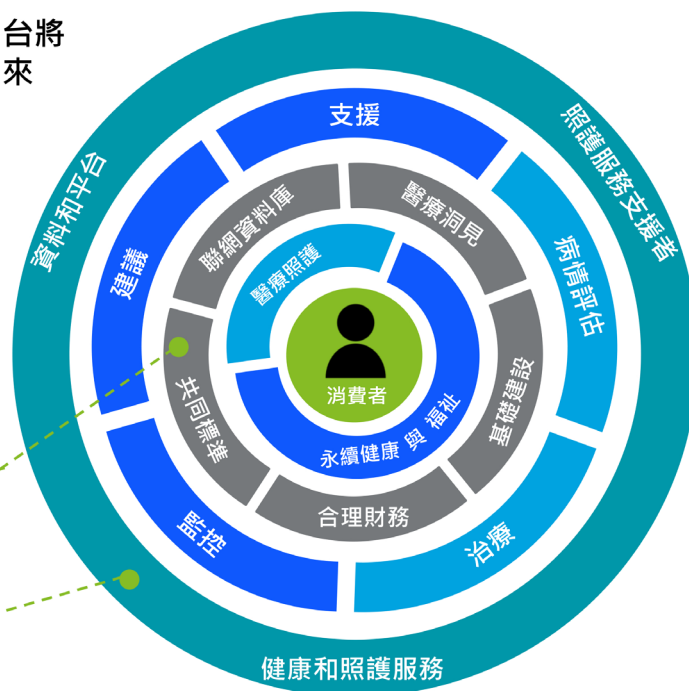 台將
來
資料和平台
照護服務支援者
健康和照護服務
支援
病情評估
治療
監控
建議
聯網資料庫
醫療洞見
基礎建設
合理財務
共同標準
醫療照護
永續健康 與 福祉
消費者